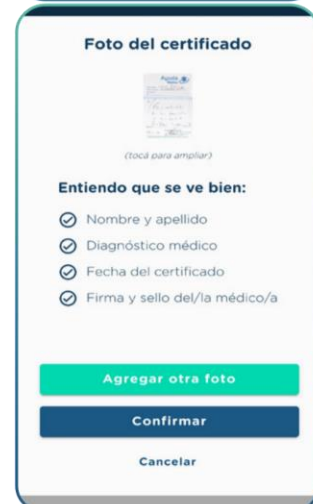 Foto del certificado
(tocá para ampliar)
Entiendo que se ve bien:
Nombre y apellido
Diagnóstico médico
Fecha del certificado
Firma y sello del/la médico/a
Agregar otra foto
Confirmar
Cancelar